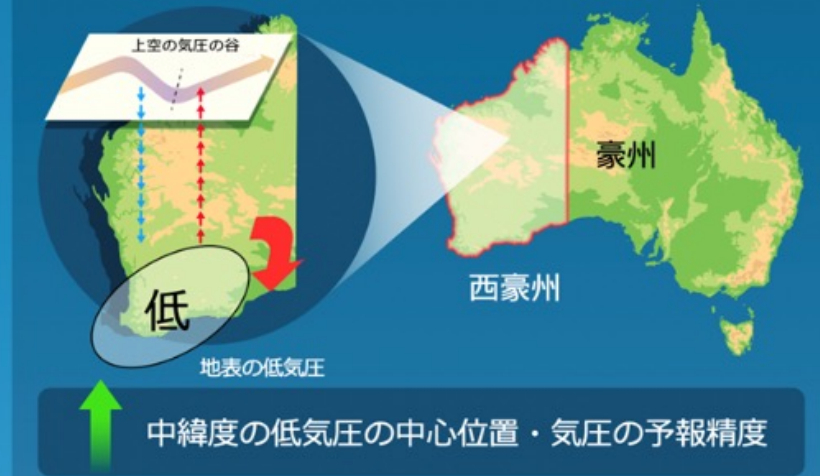 上空の気圧の谷
豪州
西豪州
低
地表の低気圧
中緯度の低気圧の中心位置・気圧の予報精度